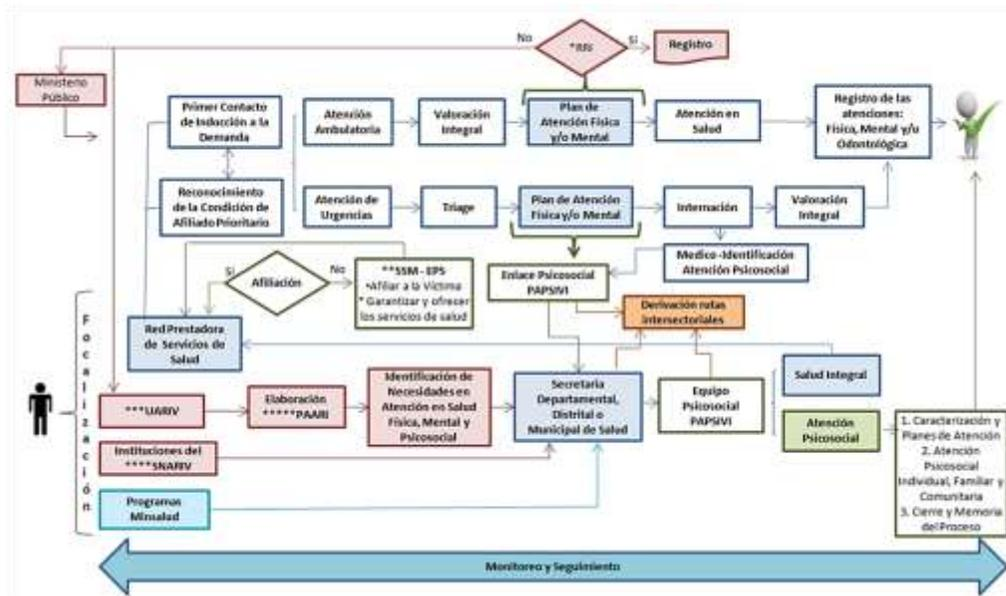 No
Si
Registro
Ministerio
Público
Primer Contacto
de Inducción a la
Demanda
Atención
Ambulatoria
Valoración
Integral
Plan de
Atención Física
y/o Mental
Atención en
Salud
Registro de las
atenciones:
Física, Mental y/o
Odontológica
Reconocimiento
de la Condición de
Afiliado Prioritario
Atención de
Urgencias
Triage
Plan de Atención
Física y/o Mental
Internación
Valoración
Integral
Medico -Identificación
Atención Psicosocial
Si
Afiliación
No
**SSM - EPS
•Afiliar a la Víctima
* Garantizar y ofrecer
los servicios de salud
Enlace Psicosocial
PAPSIVI
Derivación rutas
intersectoriales
Focalización
Red Prestadora
de Servicios de
Salud
***UARIV
Elaboración
*****PAARI
Identificación de
Necesidades en
Atención en Salud
Física, Mental y
Psicosocial
Secretaria
Departamental,
Distrital o
Municipal de Salud
Equipo
Psicosocial
PAPSIVI
Salud Integral
Atención
Psicosocial
1. Caracterización y
Planes de Atención
2. Atención
Psicosocial
Individual, Familiar y
Comunitaria
3. Cierre y Memoria
del Proceso
Instituciones del
****SNARIV
Programas
Minsalud
Monitoreo y Seguimiento